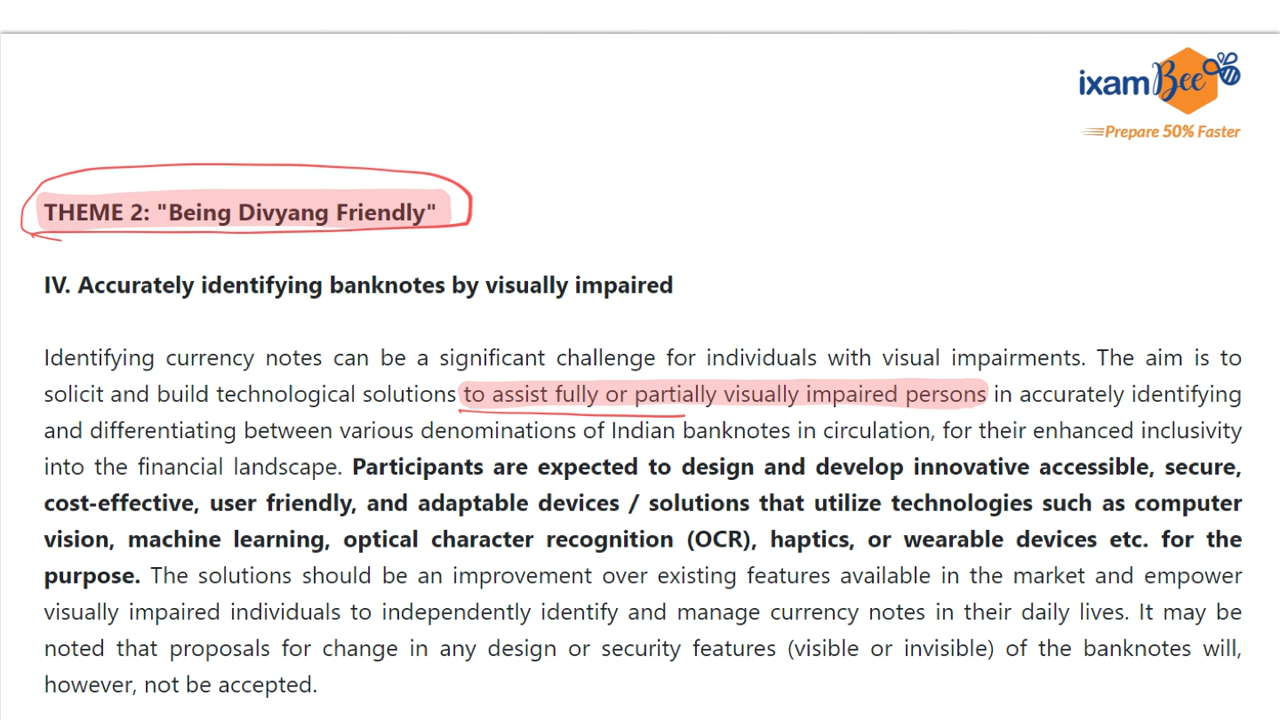 ixamBee
Prepare 50% Faster
THEME 2: "Being Divyang Friendly"
IV. Accurately identifying banknotes by visually impaired
Identifying currency notes can be a significant challenge for individuals with visual impairments. The aim is to
solicit and build technological solutions to assist fully or partially visually impaired persons in accurately identifying
and differentiating between various denominations of Indian banknotes in circulation, for their enhanced inclusivity
into the financial landscape. Participants are expected to design and develop innovative accessible, secure,
cost-effective, user friendly, and adaptable devices / solutions that utilize technologies such as computer
vision, machine learning, optical character recognition (OCR), haptics, or wearable devices etc. for the
purpose. The solutions should be an improvement over existing features available in the market and empower
visually impaired individuals to independently identify and manage currency notes in their daily lives. It may be
noted that proposals for change in any design or security features (visible or invisible) of the banknotes will,
however, not be accepted.